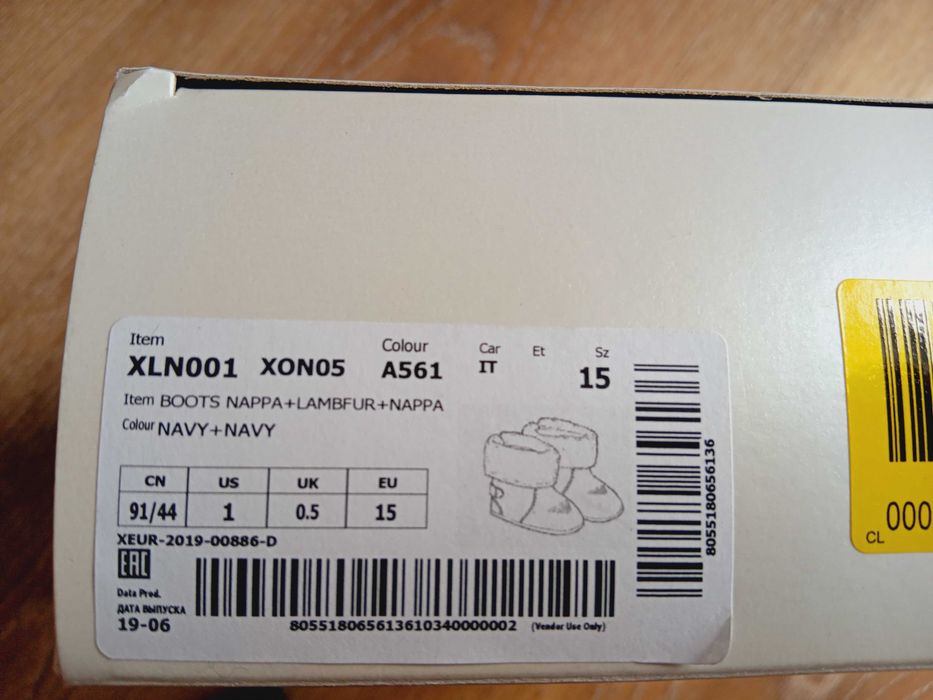 Item Colour Car Et Sz
XLN001 XON05 A561 IT 15
Item BOOTS NAPPA+LAMBFUR+NAPPA
Colour NAVY+NAVY
CN US UK EU
91/44 1 0.5 15
XEUR-2019-00886-D
EAC
Data Prod.
ДАТА ВЫПУСКА
19-06
805518065613610340000002 (Vendor Use Only)
8055180656136
CL 000